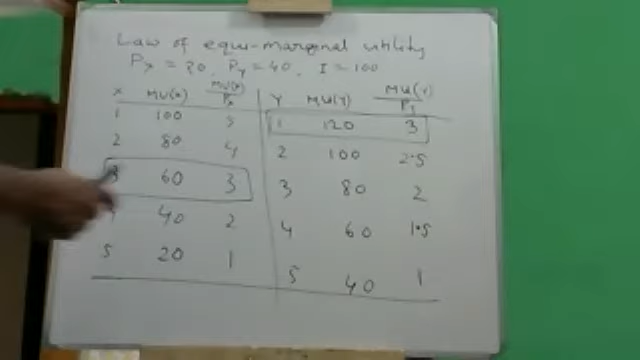 Law of equi-marginal utility
Px = 20, Py = 40, I = 100
X MU(X) MU(X)/Px Y MU(Y) MU(Y)/Py
1 100 5 1 120 3
2 80 4 2 100 2.5
3 60 3 3 80 2
40 2 4 60 1.5
5 20 1 5 40 1